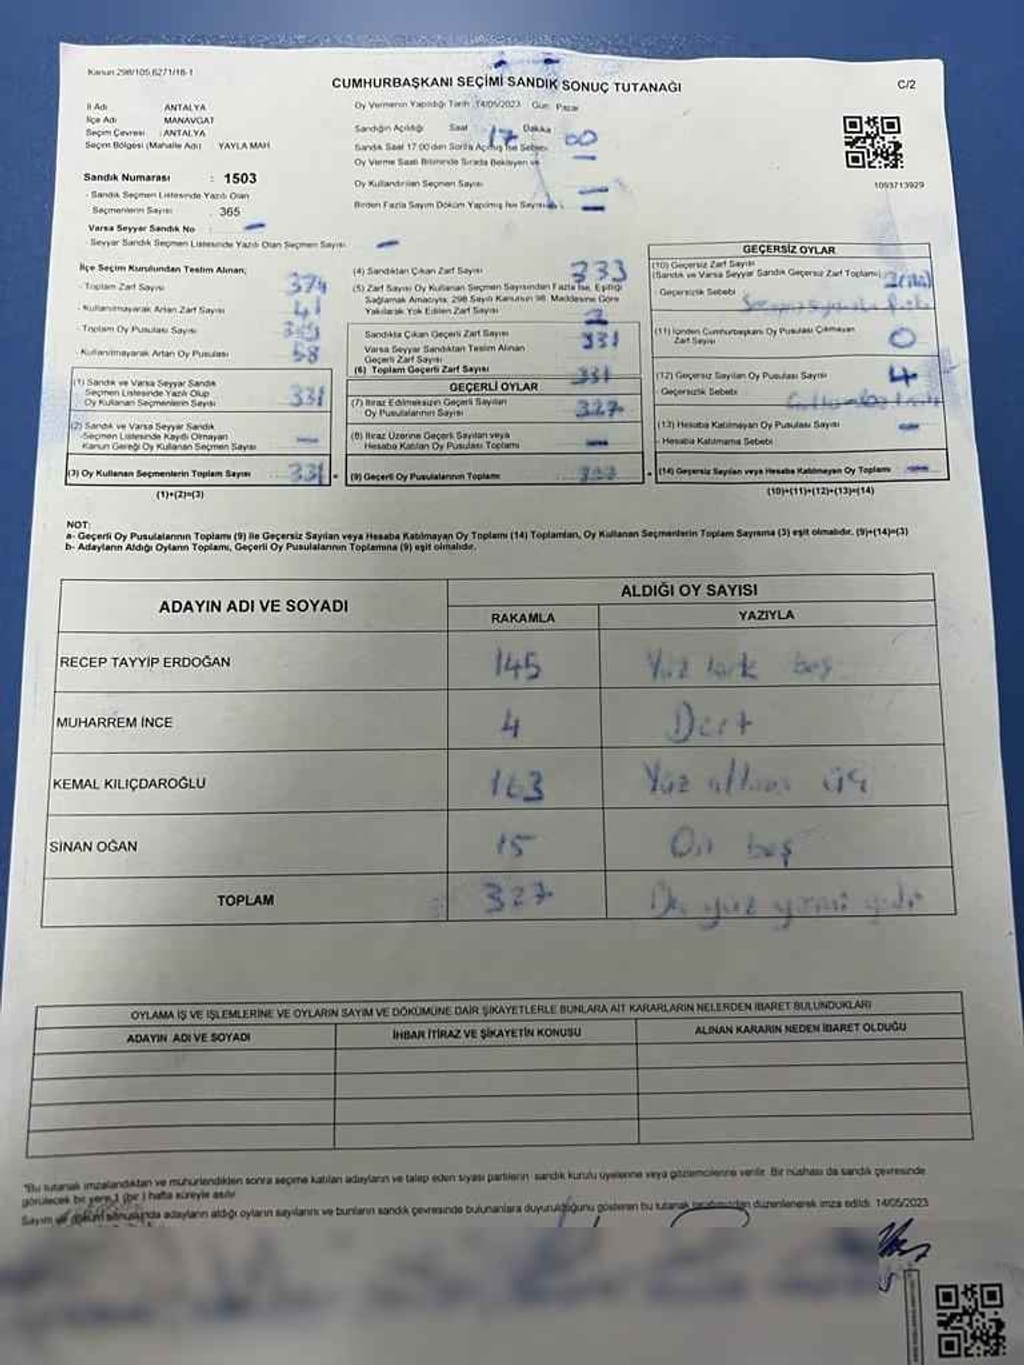 Kanun:298/105,6271/18-1
CUMHURBAŞKANI SEÇİMİ SANDIK SONUÇ TUTANAĞI
C/2
İl Adı ANTALYA
İlçe Adı MANAVGAT
Seçim Çevresi : ANTALYA
Seçim Bölgesi (Mahalle Adı) YAYLA MAH.
Sandık Numarası : 1503
- Sandık Seçmen Listesinde Yazılı Olan
Seçmenlerin Sayısı : 365
Varsa Seyyar Sandık No —
- Seyyar Sandık Seçmen Listesinde Yazılı Olan Seçmen Sayısı —
Oy Vermenin Yapıldığı Tarih :14/05/2023 Gün: Pazar
Sandığın Açıldığı Saat 17 Dakika 00
Sandık Saat 17.00'den Sonra Açılmış İse Sebebi —
Oy Verme Saati Bitiminde Sırada Bekleyen ve
Oy Kullandırılan Seçmen Sayısı —
Birden Fazla Sayım Döküm Yapılmış İse Sayısı —
1093713929
İlçe Seçim Kurulundan Teslim Alınan;
- Toplam Zarf Sayısı 374
- Kullanılmayarak Artan Zarf Sayısı 41
- Toplam Oy Pusulası Sayısı
- Kullanılmayarak Artan Oy Pusulası 58
(1) Sandık ve Varsa Seyyar Sandık
Seçmen Listesinde Yazılı Olup
Oy Kullanan Seçmenlerin Sayısı 331
(2) Sandık ve Varsa Seyyar Sandık
Seçmen Listesinde Kaydı Olmayan
Kanun Gereği Oy Kullanan Seçmen Sayısı —
(3) Oy Kullanan Seçmenlerin Toplam Sayısı 331 =
(1)+(2)=(3)
(4) Sandıktan Çıkan Zarf Sayısı 333
(5) Zarf Sayısı Oy Kullanan Seçmen Sayısından Fazla İse, Eşitliği
Sağlamak Amacıyla, 298 Sayılı Kanunun 98. Maddesine Göre
Yakılarak Yok Edilen Zarf Sayısı 2
Sandıkta Çıkan Geçerli Zarf Sayısı 331
Varsa Seyyar Sandıktan Teslim Alınan
Geçerli Zarf Sayısı
(6) Toplam Geçerli Zarf Sayısı 331
GEÇERLİ OYLAR
(7) İtiraz Edilmeksizin Geçerli Sayılan
Oy Pusulalarının Sayısı 327
(8) İtiraz Üzerine Geçerli Sayılan veya
Hesaba Katılan Oy Pusulası Toplamı —
(9) Geçerli Oy Pusulalarının Toplamı 327 +
GEÇERSİZ OYLAR
(10) Geçersiz Zarf Sayısı
(Sandık ve Varsa Seyyar Sandık Geçersiz Zarf Toplamı) 2
- Geçersizlik Sebebi
(11) İçinden Cumhurbaşkanı Oy Pusulası Çıkmayan
Zarf Sayısı 0
(12) Geçersiz Sayılan Oy Pusulası Sayısı 4
- Geçersizlik Sebebi
(13) Hesaba Katılmayan Oy Pusulası Sayısı —
- Hesaba Katılmama Sebebi
(14) Geçersiz Sayılan veya Hesaba Katılmayan Oy Toplamı —
(10)+(11)+(12)+(13)=(14)
NOT:
a- Geçerli Oy Pusulalarının Toplamı (9) ile Geçersiz Sayılan veya Hesaba Katılmayan Oy Toplamı (14) Toplamları, Oy Kullanan Seçmenlerin Toplam Sayısına (3) eşit olmalıdır. (9)+(14)=(3)
b- Adayların Aldığı Oyların Toplamı, Geçerli Oy Pusulalarının Toplamına (9) eşit olmalıdır.
ADAYIN ADI VE SOYADI
ALDIĞI OY SAYISI
RAKAMLA YAZIYLA
RECEP TAYYİP ERDOĞAN 145 Yüz kırk beş
MUHARREM İNCE 4 Dört
KEMAL KILIÇDAROĞLU 163 Yüz altmış üç
SİNAN OĞAN 15 On beş
TOPLAM 327 yüz yirmi yedi
OYLAMA İŞ VE İŞLEMLERİNE VE OYLARIN SAYIM VE DÖKÜMÜNE DAİR ŞİKAYETLERLE BUNLARA AİT KARARLARIN NELERDEN İBARET BULUNDUKLARI
ADAYIN ADI VE SOYADI İHBAR İTİRAZ VE ŞİKAYETİN KONUSU ALINAN KARARIN NEDEN İBARET OLDUĞU
*Bu tutanak imzalandıktan ve mühürlendikten sonra seçime katılan adayların ve talep eden siyasi partilerin sandık kurulu üyelerine veya gözlemcilerine verilir. Bir nüshası da sandık çevresinde
görülecek bir yere 1 (bir) hafta süreyle asılır.
Sayım ve döküm sonucunda adayların aldığı oyların sayılarını ve bunların sandık çevresinde bulunanlara duyurulduğunu gösteren bu tutanak tarafımızdan düzenlenerek imza edildi. 14/05/2023